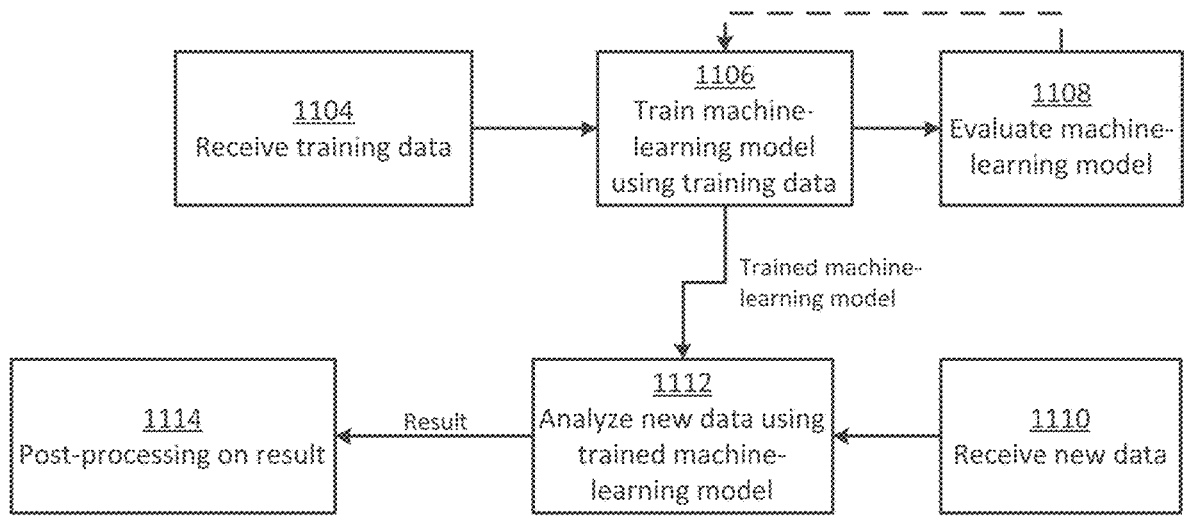 1104
Receive training data
1106
Train machine-
learning model
using training data
1108
Evaluate machine-
learning model
Trained machine-
learning model
1114
Post-processing on result
Result
1112
Analyze new data using
trained machine-
learning model
1110
Receive new data